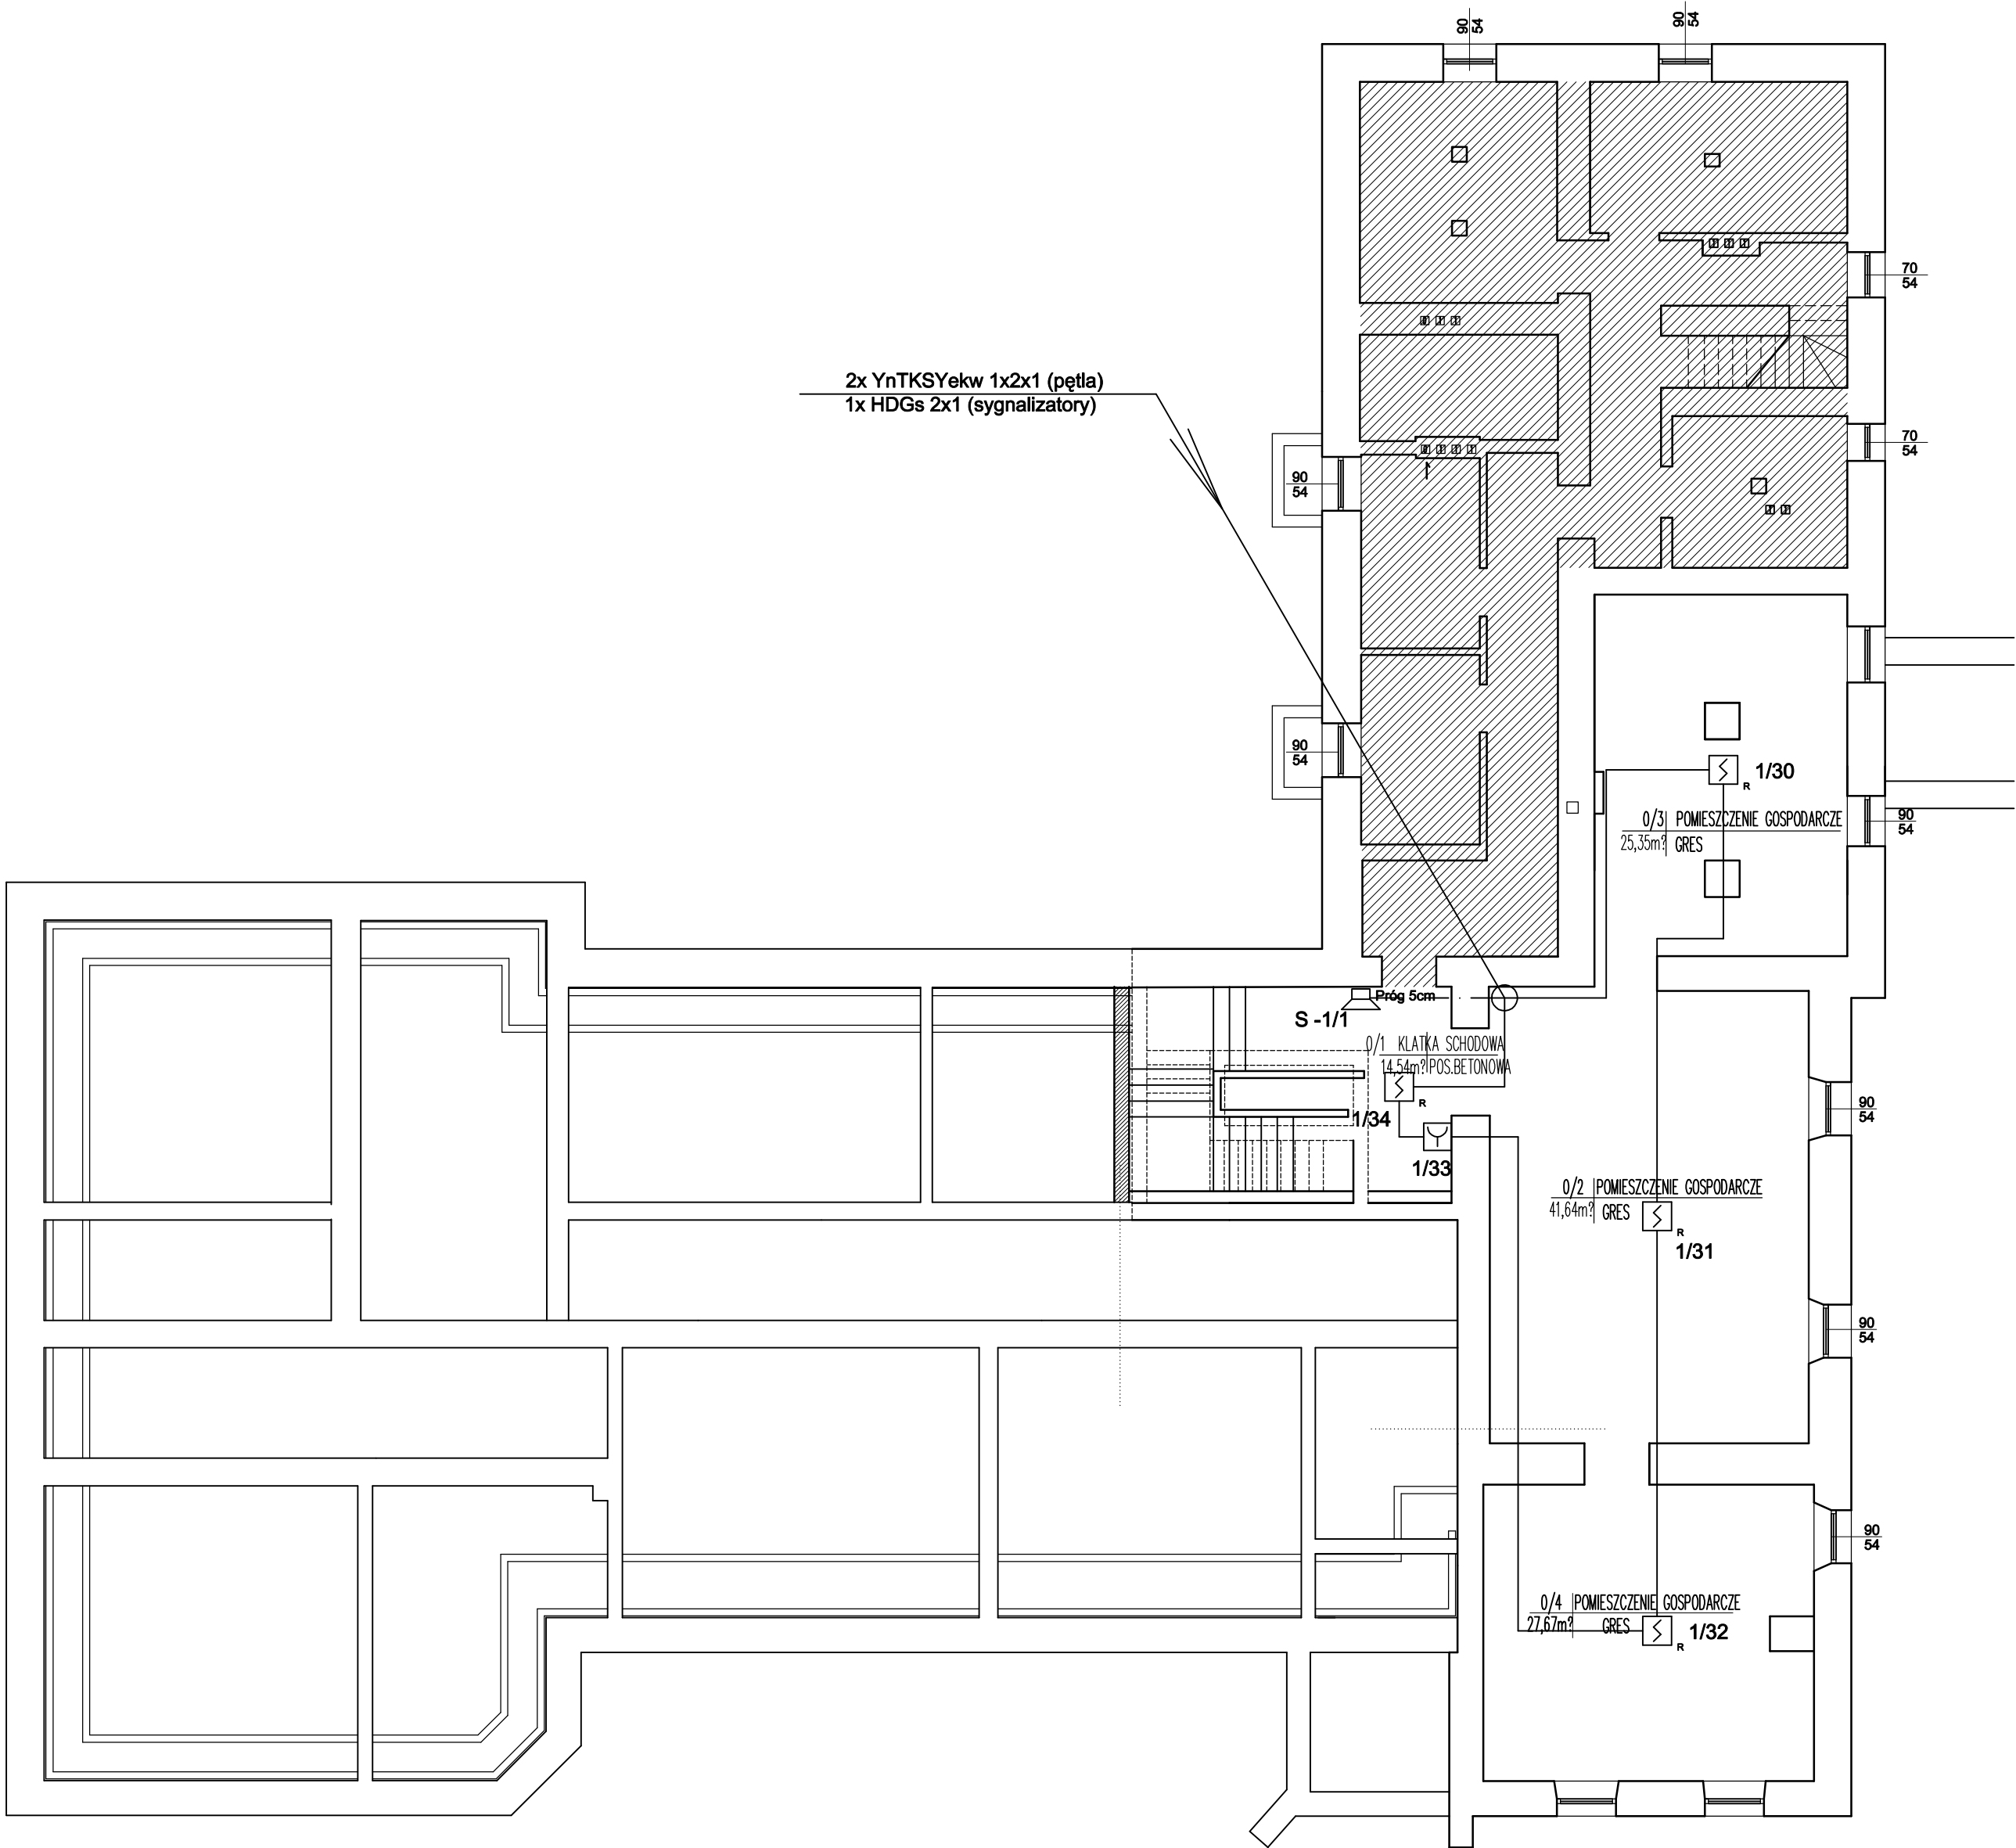 90
54
90
54
70
54
2x YnTKSYekw 1x2x1 (pętla)
1x HDGs 2x1 (sygnalizatory)
70
54
90
54
90
54
1/30
R
0/3 POMIESZCZENIE GOSPODARCZE
25,35m² GRES
90
54
Próg 5cm
S -1/1
0/1 KLATKA SCHODOWA
14,54m² POS.BETONOWA
R
1/34
1/33
90
54
0/2 POMIESZCZENIE GOSPODARCZE
41,64m² GRES
R
1/31
90
54
90
54
0/4 POMIESZCZENIE GOSPODARCZE
27,67m² GRES
1/32
R